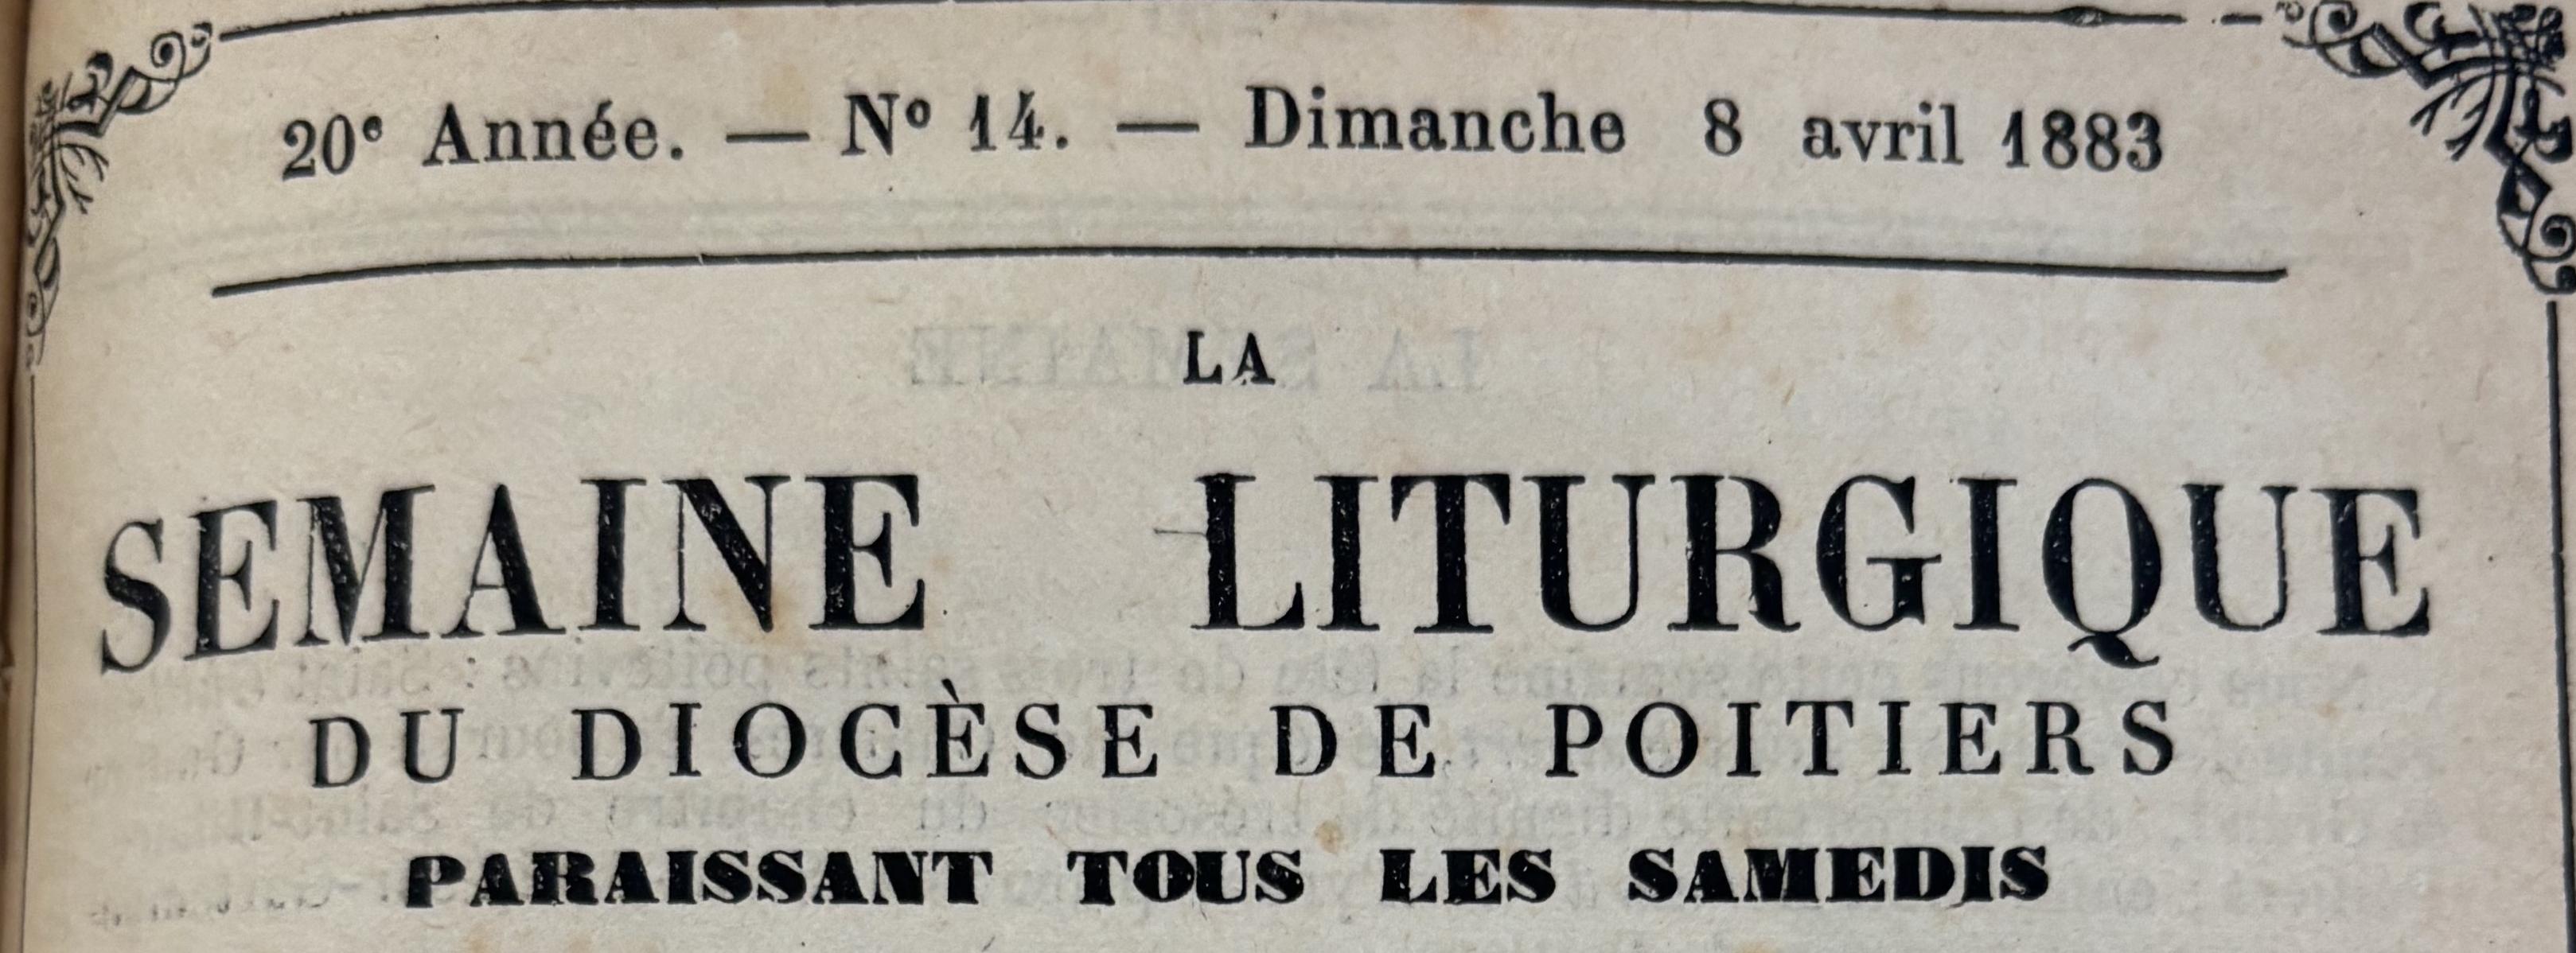 20e Année. — No 14. — Dimanche 8 avril 1883
LA
SEMAINE LITURGIQUE
DU DIOCÈSE DE POITIERS
PARAISSANT TOUS LES SAMEDIS